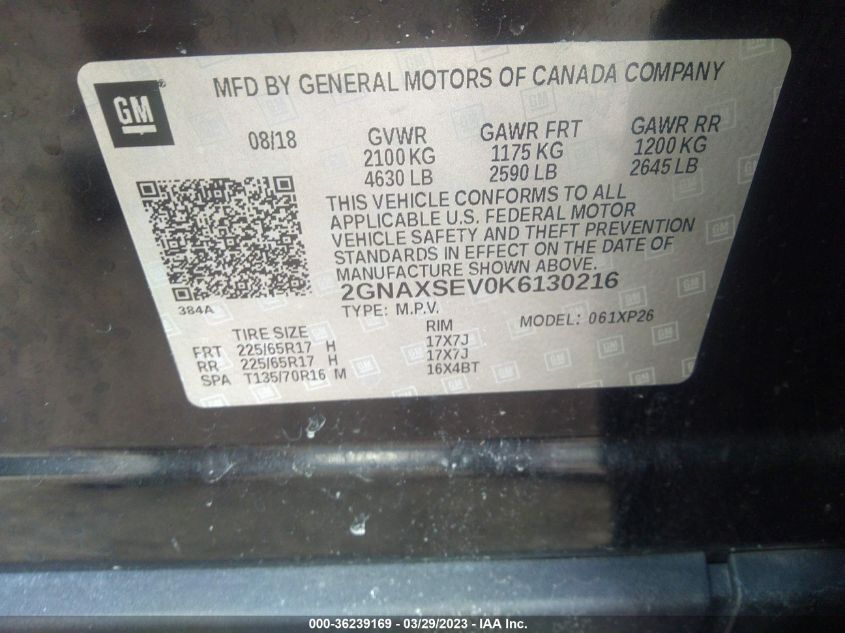 GM
MFD BY GENERAL MOTORS OF CANADA COMPANY
08/18 GVWR GAWR FRT GAWR RR
2100 KG 1175 KG 1200 KG
4630 LB 2590 LB 2645 LB
THIS VEHICLE CONFORMS TO ALL
APPLICABLE U.S. FEDERAL MOTOR
VEHICLE SAFETY AND THEFT PREVENTION
STANDARDS IN EFFECT ON THE DATE OF
MANUFACTURE SHOWN ABOVE.
384A
2GNAXSEV0K6130216
TYPE: M.P.V. MODEL: 061XP26
TIRE SIZE RIM
FRT 225/65R17 H 17X7J
RR 225/65R17 H 17X7J
SPA T135/70R16 M 16X4BT
000-36239169 - 03/29/2023 - IAA Inc.